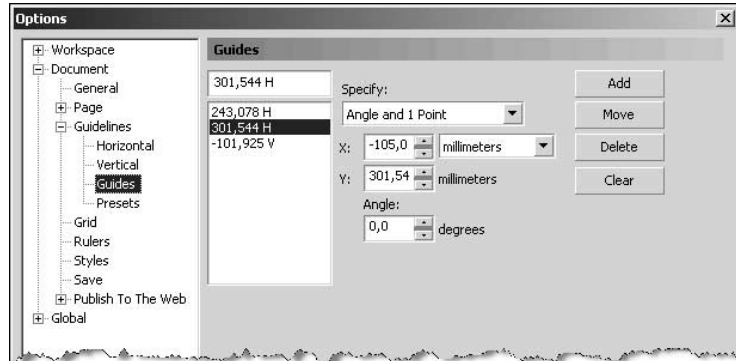 Options
Workspace
Document
General
Page
Guidelines
Horizontal
Vertical
Guides
Presets
Grid
Rulers
Styles
Save
Publish To The Web
Global
Guides
301,544 H
243,078 H
301,544 H
-101,925 V
Specify:
Angle and 1 Point
X: -105,0 millimeters
Y: 301,54 millimeters
Angle:
0,0 degrees
Add
Move
Delete
Clear